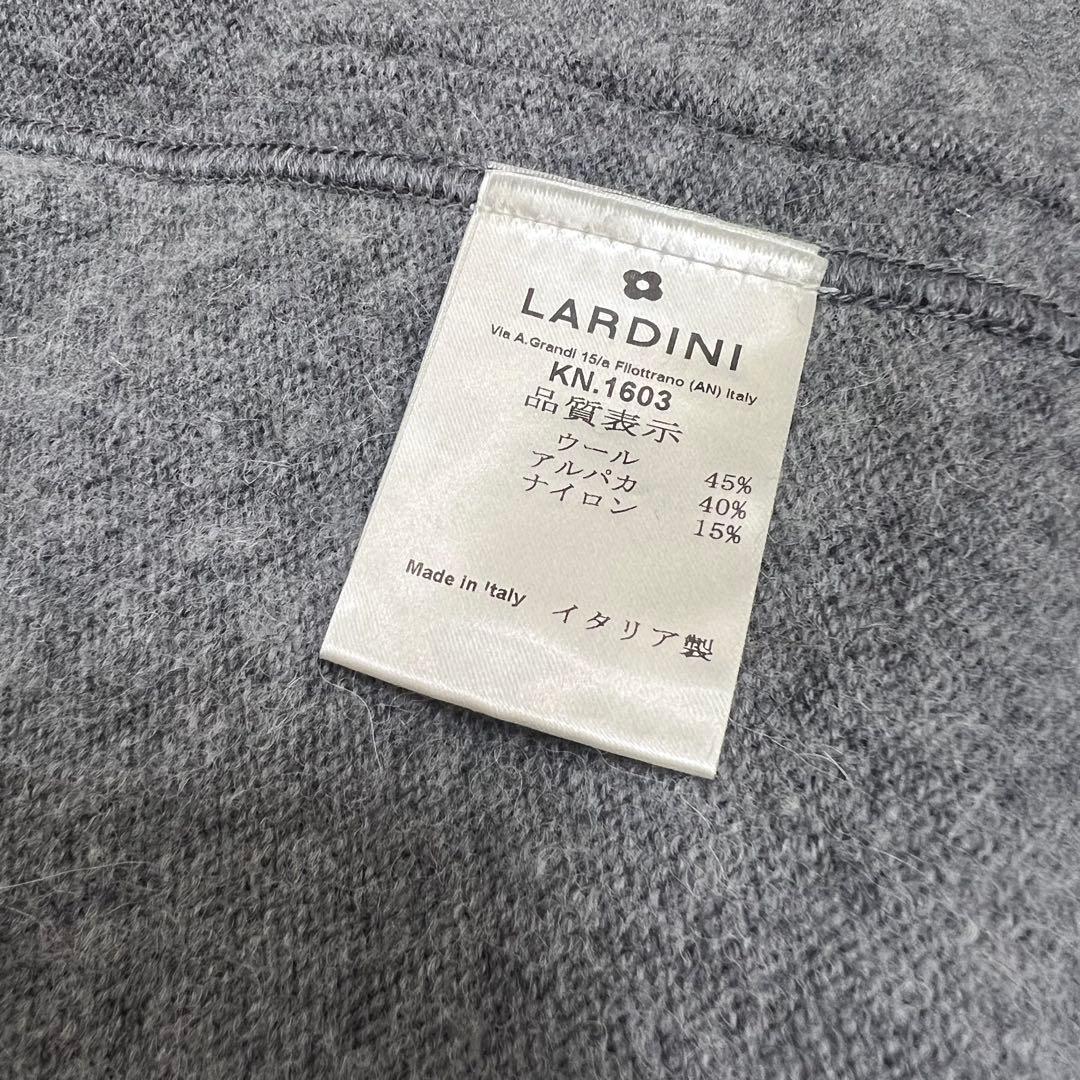 LARDINI
Via A.Grandi 15/a Filottrano (AN) Italy
KN.1603
品質表示
ウール 45%
アルパカ 40%
ナイロン 15%
Made in Italy イタリア製